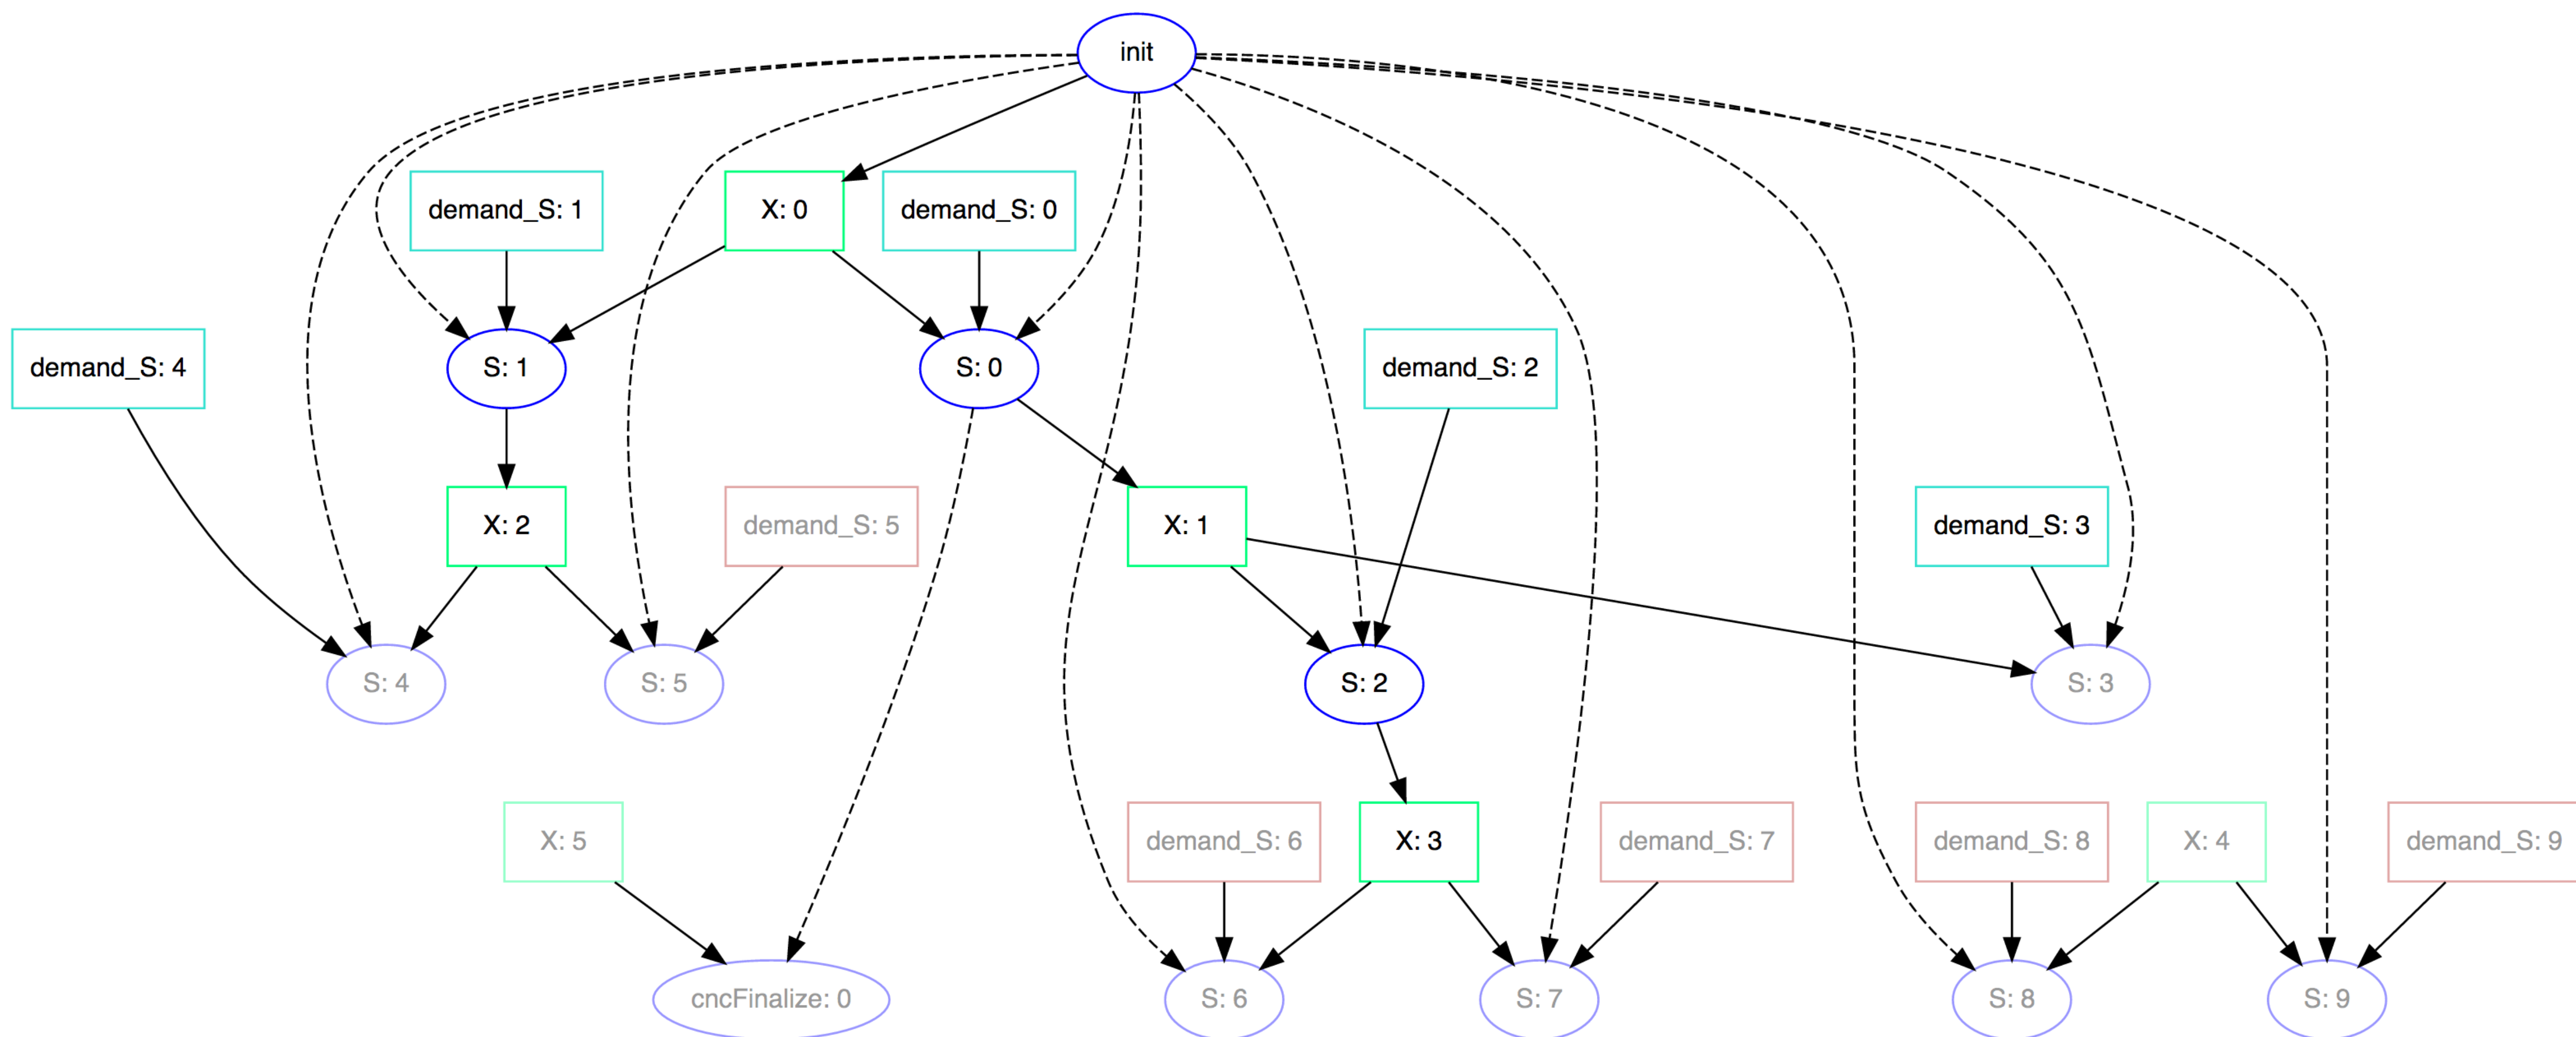 init
demand_S: 1
X: 0
demand_S: 0
demand_S: 4
S: 1
S: 0
demand_S: 2
X: 2
demand_S: 5
X: 1
demand_S: 3
S: 4
S: 5
S: 2
S: 3
X: 5
demand_S: 6
X: 3
demand_S: 7
demand_S: 8
X: 4
demand_S: 9
cncFinalize: 0
S: 6
S: 7
S: 8
S: 9